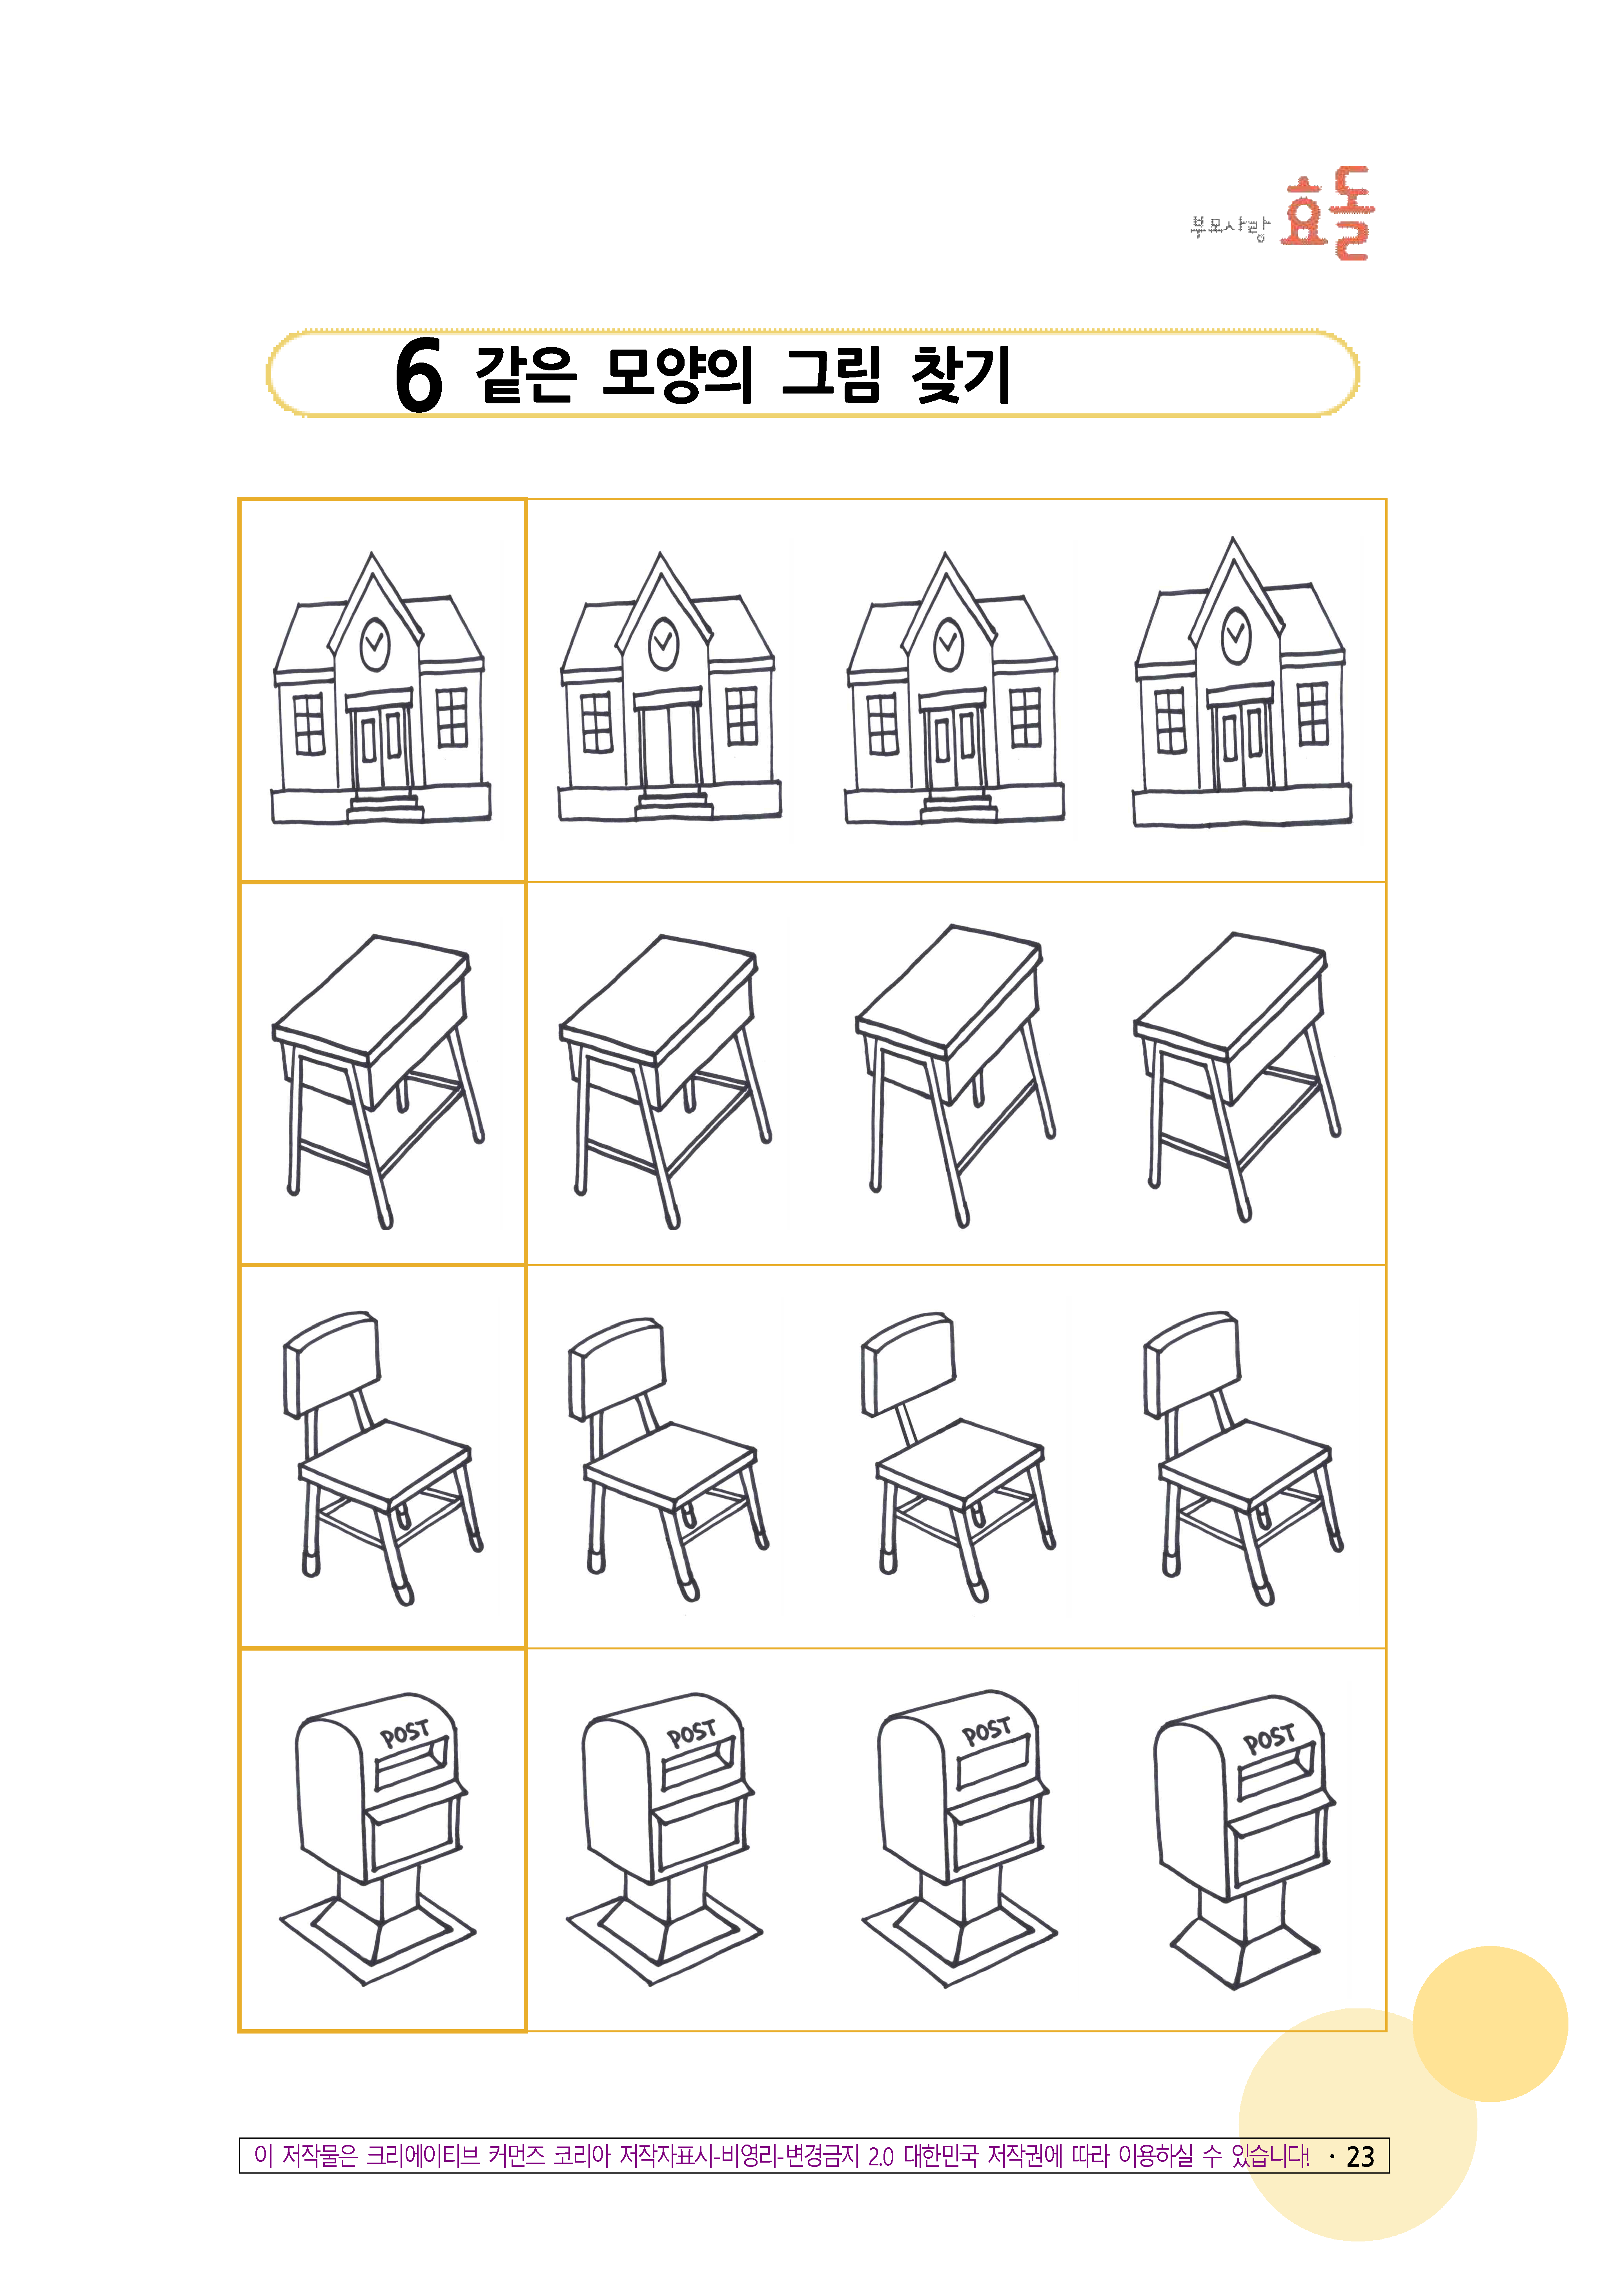 부모사랑 효돌
6 같은 모양의 그림 찾기
POST POST POST POST
이 저작물은 크리에이티브 커먼즈 코리아 저작자표시-비영리-변경금지 2.0 대한민국 저작권에 따라 이용하실 수 있습니다! · 23